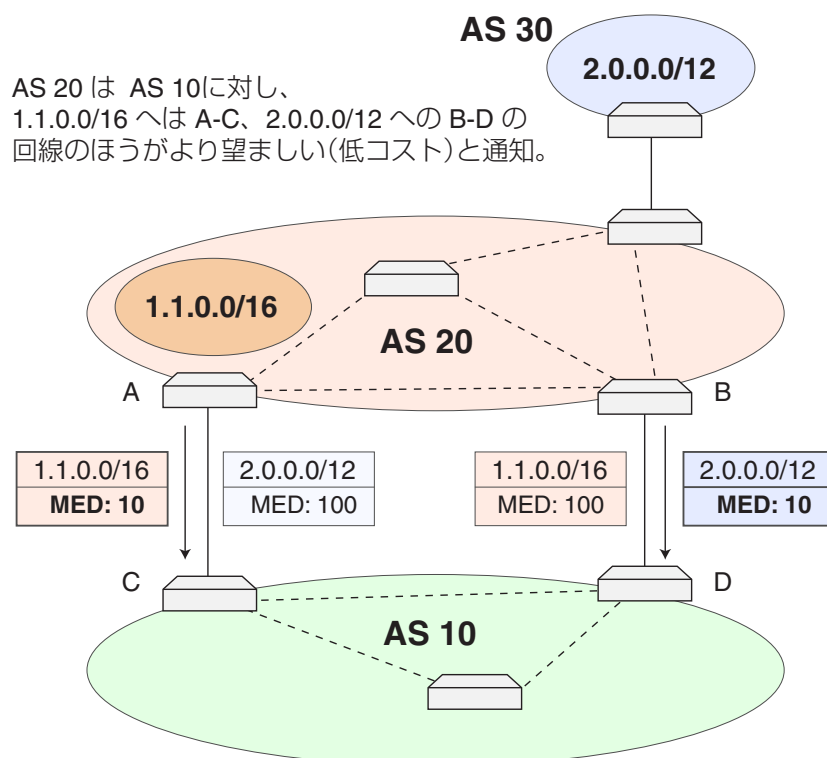 AS 30
2.0.0.0/12
AS 20 は AS 10に対し、
1.1.0.0/16 へは A-C、2.0.0.0/12 への B-D の
回線のほうがより望ましい(低コスト)と通知。
1.1.0.0/16
AS 20
A
B
1.1.0.0/16
MED: 10
2.0.0.0/12
MED: 100
1.1.0.0/16
MED: 100
2.0.0.0/12
MED: 10
C
D
AS 10